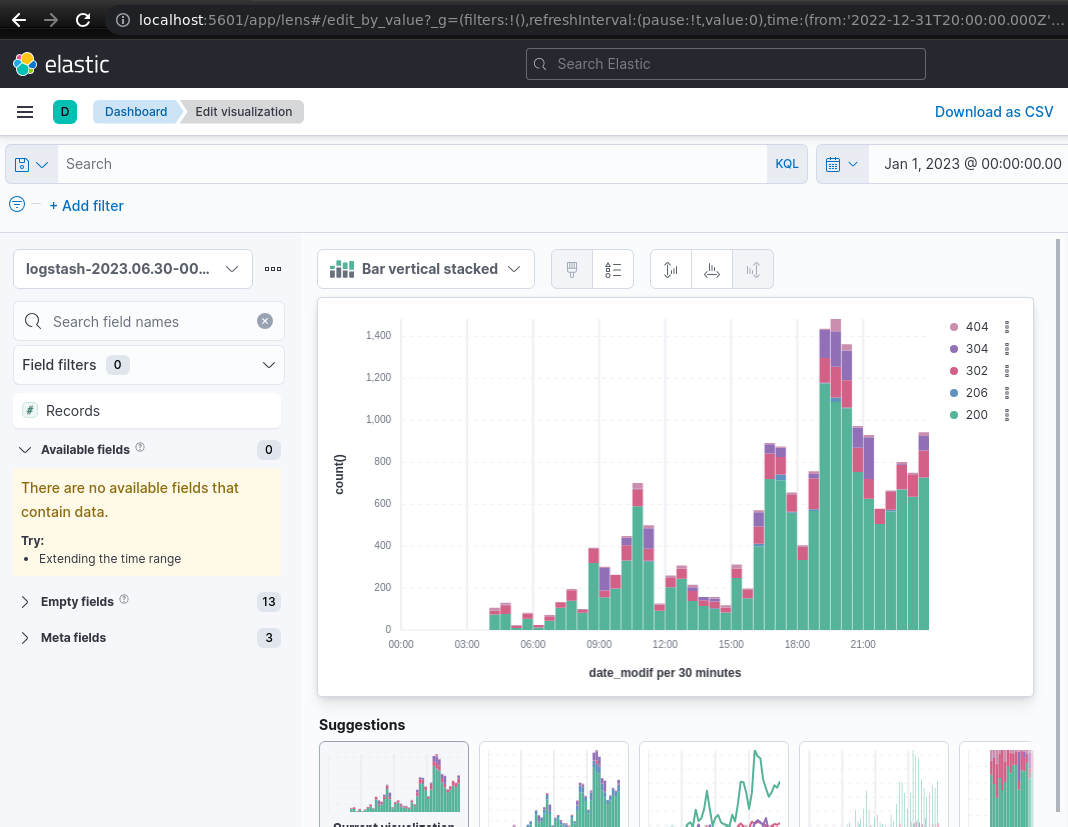 localhost:5601/app/lens#/edit_by_value?_g=(filters:!(),refreshInterval:(pause:!t,value:0),time:(from:'2022-12-31T20:00:00.000Z'...
elastic
Search Elastic
D
Dashboard
Edit visualization
Download as CSV
Search
KQL
Jan 1, 2023 @ 00:00:00.00
+ Add filter
logstash-2023.06.30-00...
Bar vertical stacked
Search field names
Field filters 0
# Records
Available fields 0
There are no available fields that
contain data.
Try:
• Extending the time range
Empty fields 13
Meta fields 3
count()
1,400
1,200
1,000
800
600
400
200
0
00:00 03:00 06:00 09:00 12:00 15:00 18:00 21:00
date_modif per 30 minutes
404
304
302
206
200
Suggestions
Current visualization